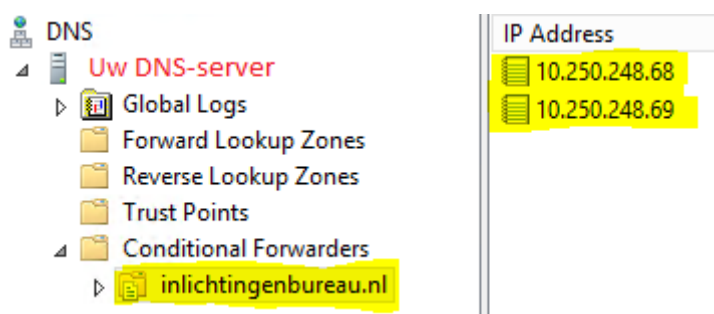 DNS
Uw DNS-server
Global Logs
Forward Lookup Zones
Reverse Lookup Zones
Trust Points
Conditional Forwarders
inlichtingenbureau.nl
IP Address
10.250.248.68
10.250.248.69